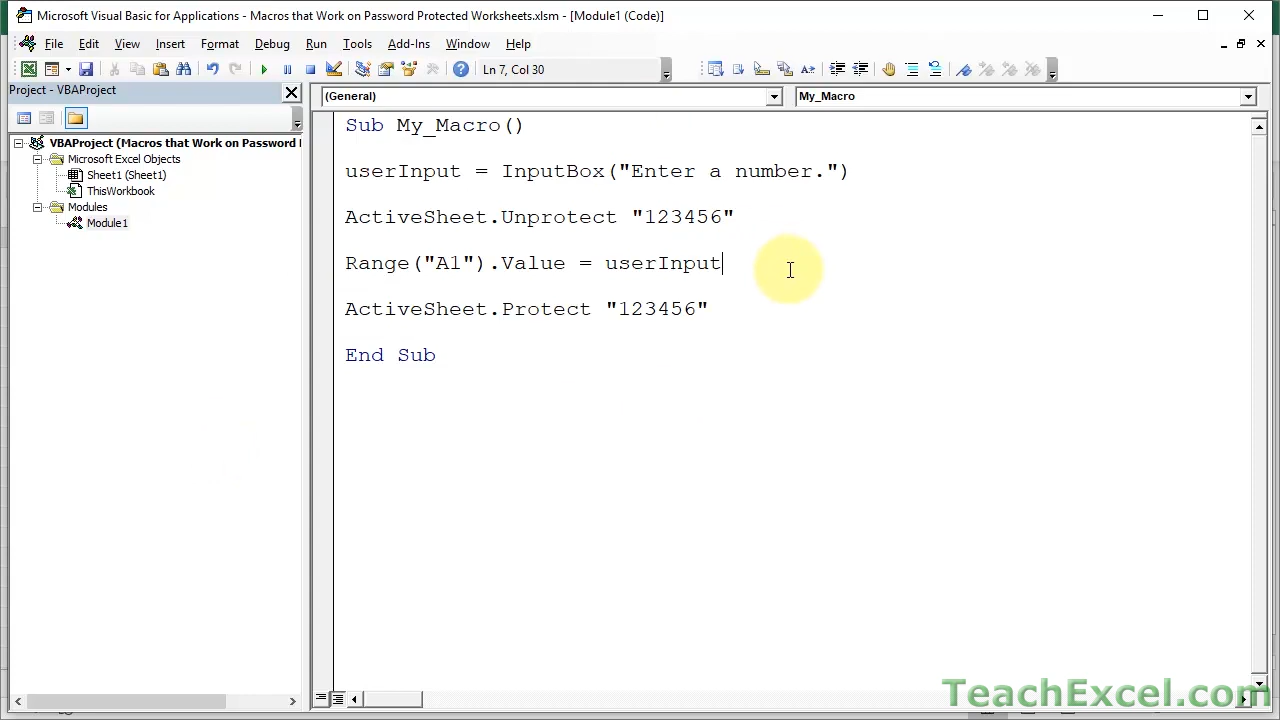 Microsoft Visual Basic for Applications - Macros that Work on Password Protected Worksheets.xlsm - [Module1 (Code)]
File Edit View Insert Format Debug Run Tools Add-Ins Window Help
Ln 7, Col 30
Project - VBAProject
(General)
My_Macro
VBAProject (Macros that Work on Password
Microsoft Excel Objects
Sheet1 (Sheet1)
ThisWorkbook
Modules
Module1
Sub My_Macro()
userInput = InputBox("Enter a number.")
ActiveSheet.Unprotect "123456"
Range("A1").Value = userInput
ActiveSheet.Protect "123456"
End Sub
TeachExcel.com